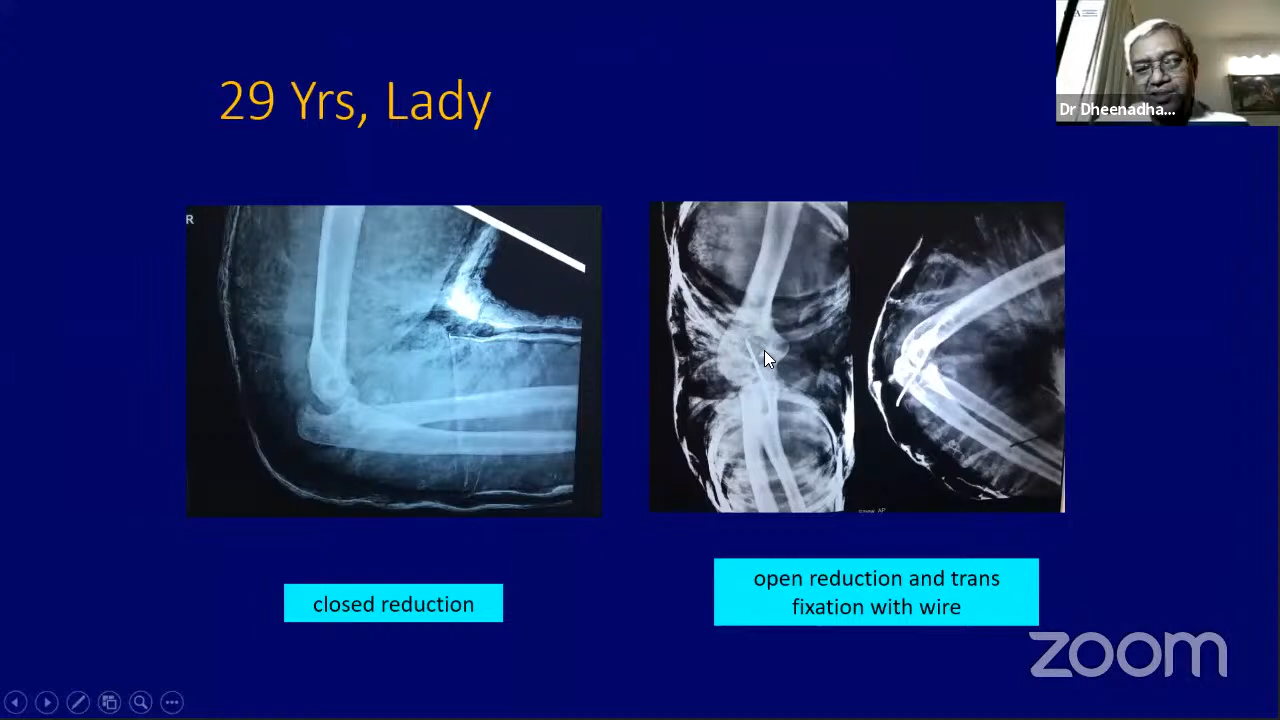 29 Yrs, Lady
Dr Dheenadha...
R
closed reduction
open reduction and trans
fixation with wire
zoom